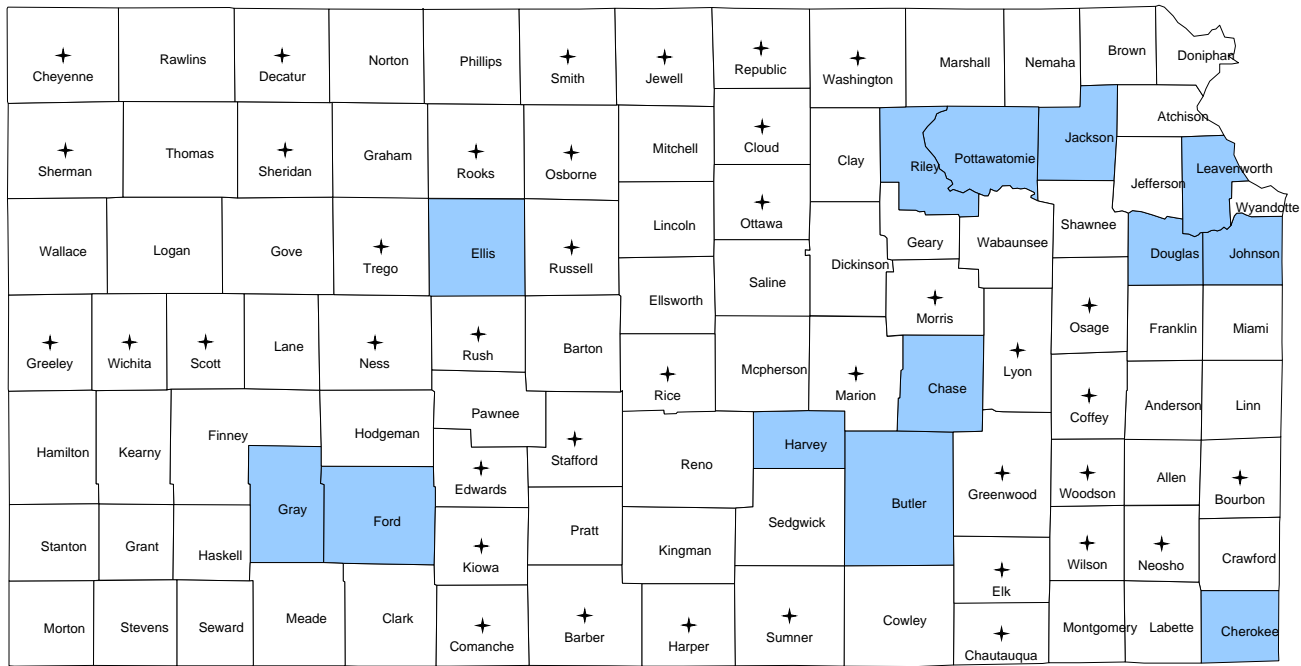 Cheyenne
Rawlins
Decatur
Norton
Phillips
Smith
Jewell
Republic
Washington
Marshall
Nemaha
Brown
Doniphan
Atchison
Sherman
Thomas
Sheridan
Graham
Rooks
Osborne
Mitchell
Cloud
Clay
Riley
Pottawatomie
Jackson
Jefferson
Leavenworth
Wyandotte
Wallace
Logan
Gove
Trego
Ellis
Russell
Lincoln
Ottawa
Dickinson
Geary
Wabaunsee
Shawnee
Douglas
Johnson
Ellsworth
Saline
Morris
Osage
Franklin
Miami
Greeley
Wichita
Scott
Lane
Ness
Rush
Barton
Rice
Mcpherson
Marion
Chase
Lyon
Coffey
Anderson
Linn
Hamilton
Kearny
Finney
Hodgeman
Pawnee
Edwards
Stafford
Reno
Harvey
Butler
Greenwood
Woodson
Allen
Bourbon
Gray
Ford
Stanton
Grant
Haskell
Kiowa
Pratt
Kingman
Sedgwick
Elk
Wilson
Neosho
Crawford
Morton
Stevens
Seward
Meade
Clark
Comanche
Barber
Harper
Sumner
Cowley
Chautauqua
Montgomery
Labette
Cherokee